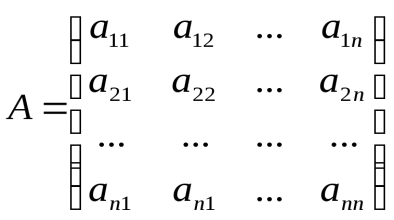 a₁₁ a₁₂ ... a₁ₙ
a₂₁ a₂₂ ... a₂ₙ
A =
... ... ... ...
aₙ₁ aₙ₁ ... aₙₙ